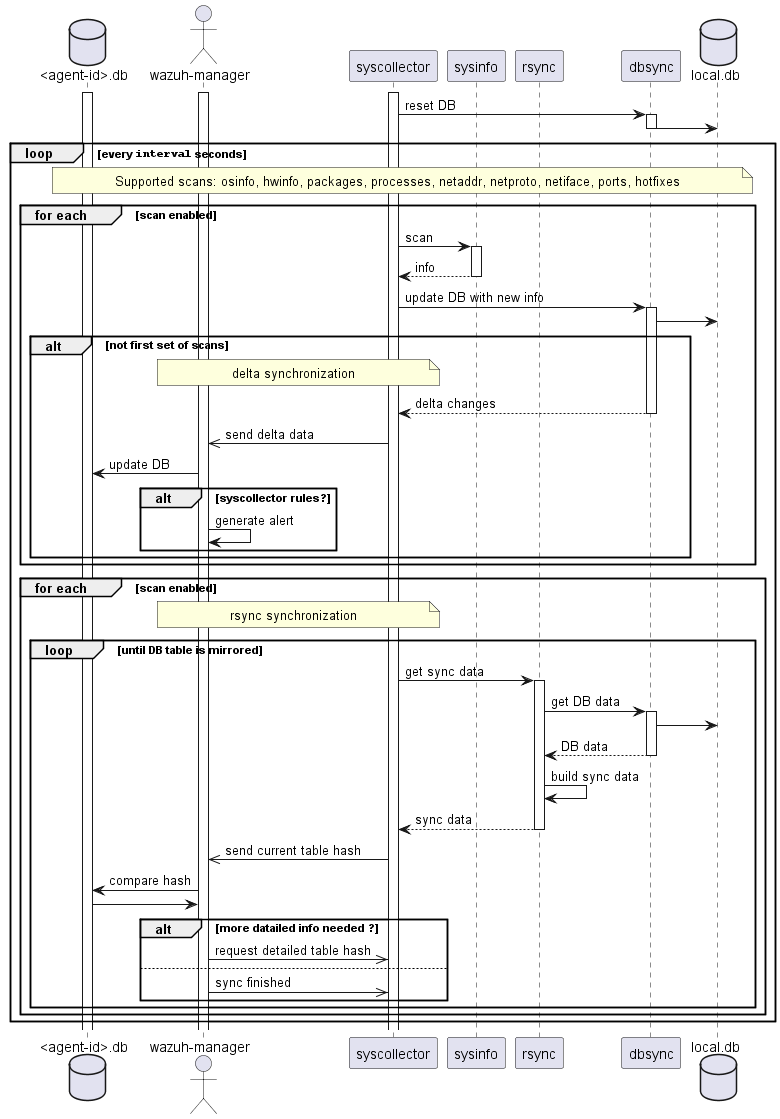 <agent-id>.db
wazuh-manager
syscollector
sysinfo
rsync
dbsync
local.db
reset DB
loop [every interval seconds]
Supported scans: osinfo, hwinfo, packages, processes, netaddr, netproto, netiface, ports, hotfixes
for each [scan enabled]
scan
info
update DB with new info
alt [not first set of scans]
delta synchronization
delta changes
send delta data
update DB
alt [syscollector rules?]
generate alert
for each [scan enabled]
rsync synchronization
loop [until DB table is mirrored]
get sync data
get DB data
DB data
build sync data
sync data
send current table hash
compare hash
alt [more datailed info needed ?]
request detailed table hash
sync finished
<agent-id>.db
wazuh-manager
syscollector
sysinfo
rsync
dbsync
local.db